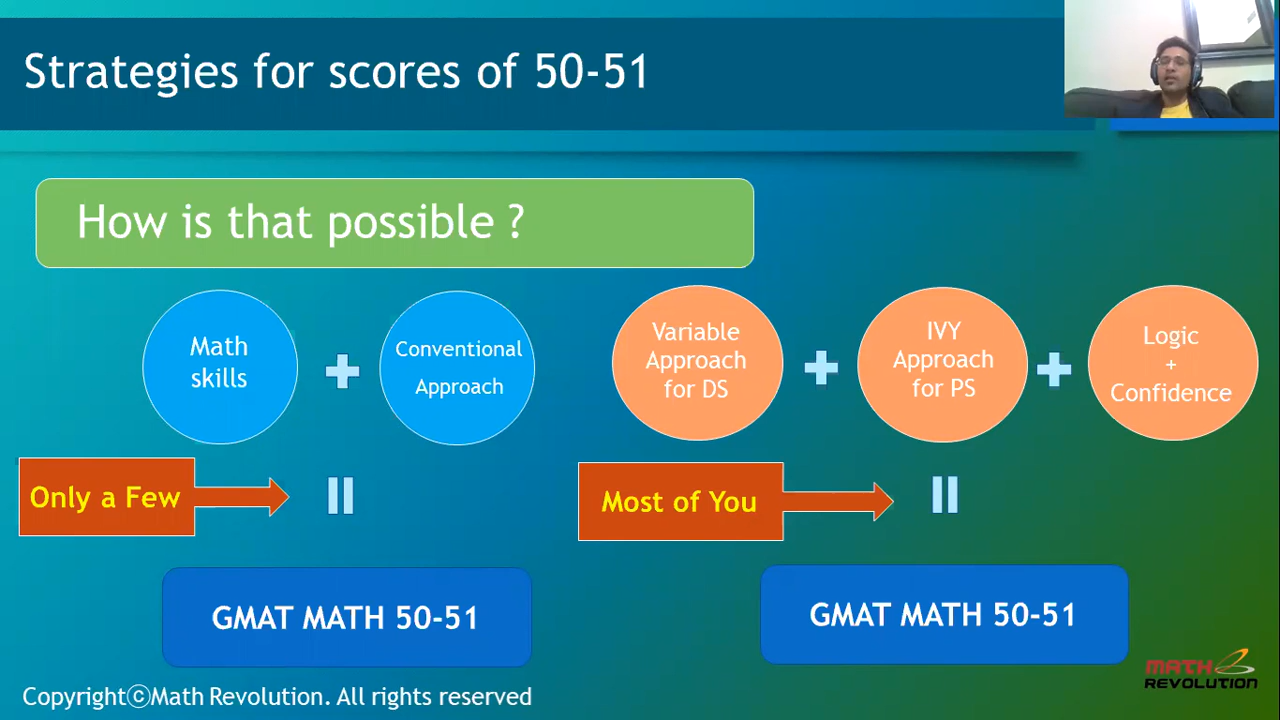 Strategies for scores of 50-51
How is that possible ?
Math
skills
Conventional
Approach
Variable
Approach
for DS
IVY
Approach
for PS
Logic
+
Confidence
Only a Few
Most of You
GMAT MATH 50-51
GMAT MATH 50-51
CopyrightⓒMath Revolution. All rights reserved
MATH
REVOLUTION